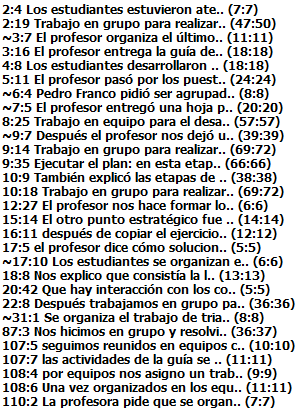 2:4 Los estudiantes estuvieron ate.. (7:7)
2:19 Trabajo en grupo para realizar.. (47:50)
~3:7 El profesor organiza el último.. (11:11)
3:16 El profesor entrega la guía de.. (18:18)
4:8 Los estudiantes desarrollaron .. (18:18)
5:11 El profesor pasó por los puest.. (24:24)
~6:4 Pedro Franco pidió ser agrupad.. (8:8)
~7:5 El profesor entregó una hoja p.. (20:20)
8:25 Trabajo en equipo para el desa.. (57:57)
~9:7 Después el profesor nos dejó u.. (39:39)
9:14 Trabajo en grupo para realizar.. (69:72)
9:35 Ejecutar el plan: en esta etap.. (66:66)
10:9 También explicó las etapas de .. (38:38)
10:18 Trabajo en grupo para realizar.. (69:72)
12:27 El profesor nos hace formar lo.. (6:6)
15:14 El otro punto estratégico fue .. (14:14)
16:11 después de copiar el ejercicio.. (12:12)
17:5 el profesor dice cómo solucion.. (5:5)
~17:10 Los estudiantes se organizan e.. (6:6)
18:8 Nos explico que consistía la l.. (13:13)
20:42 Que hay interacción con los co.. (5:5)
22:8 Después trabajamos en grupo pa.. (36:36)
~31:1 Se organiza el trabajo de tria.. (8:8)
87:3 Nos hicimos en grupo y resolvi.. (36:37)
107:5 seguimos reunidos en equipos c.. (10:10)
107:7 las actividades de la guía se .. (11:11)
108:4 por equipos nos asigno un trab.. (9:9)
108:6 Una vez organizados en los equ.. (11:11)
110:2 La profesora pide que se organ.. (7:7)